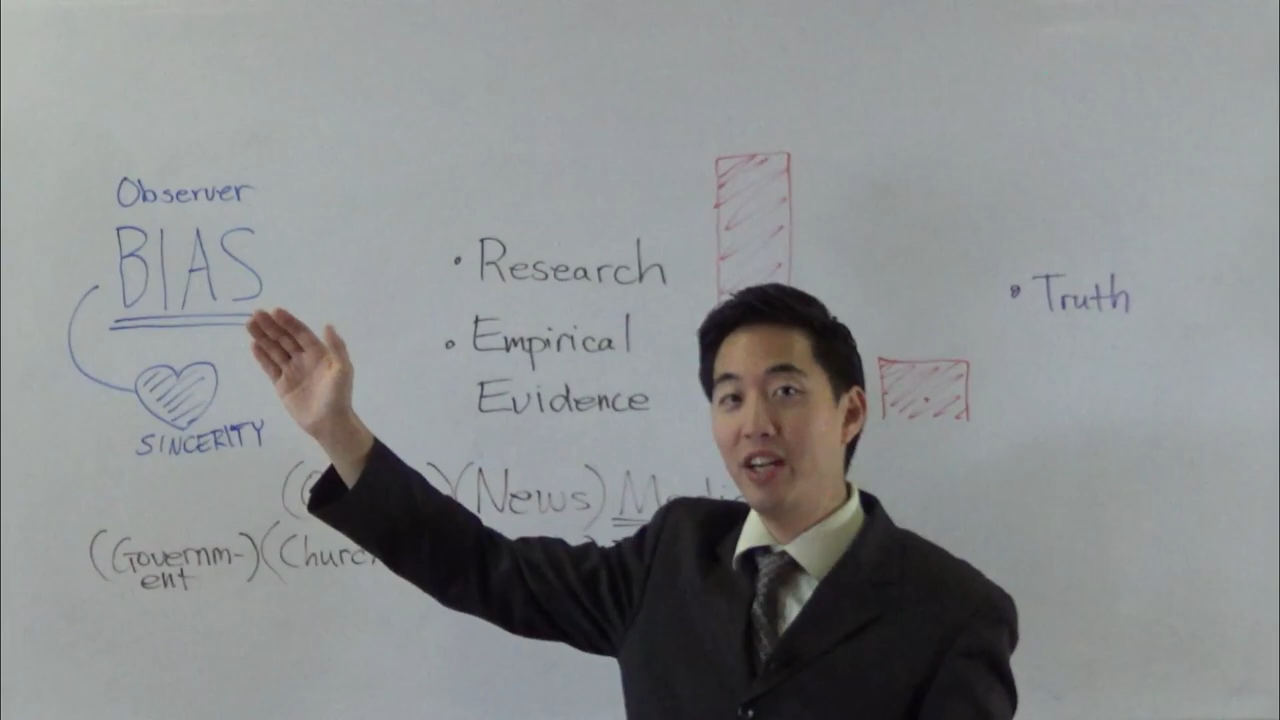 Observer
BIAS
SINCERITY
• Research
• Empirical
Evidence
• Truth
(News)
(Governm-)
ent